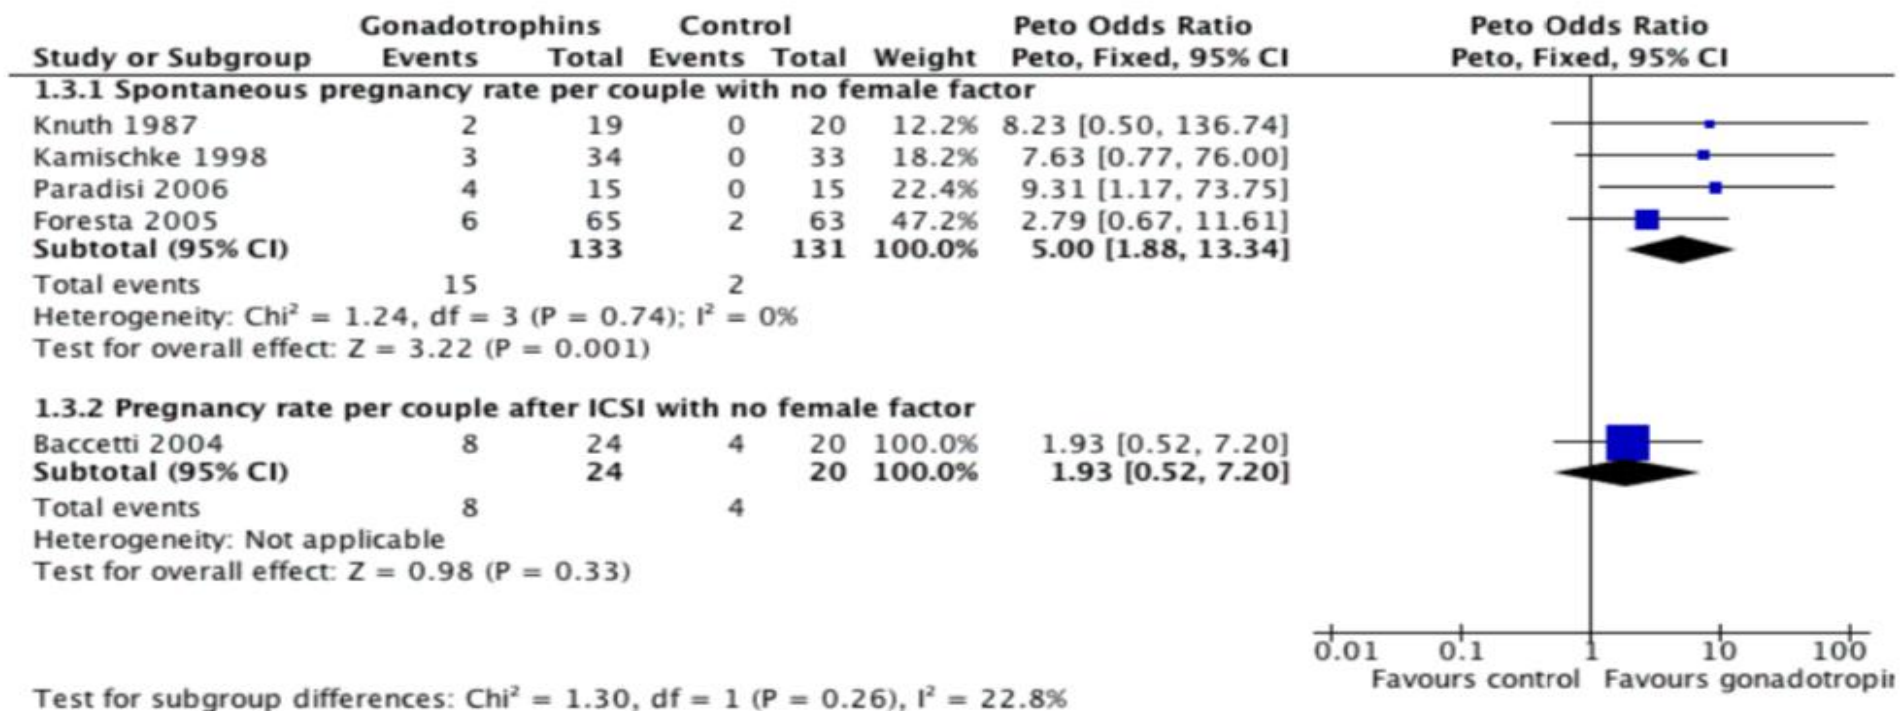 Gonadotrophins Control Peto Odds Ratio Peto Odds Ratio
Study or Subgroup Events Total Events Total Weight Peto, Fixed, 95% CI Peto, Fixed, 95% CI
1.3.1 Spontaneous pregnancy rate per couple with no female factor
Knuth 1987 2 19 0 20 12.2% 8.23 [0.50, 136.74]
Kamischke 1998 3 34 0 33 18.2% 7.63 [0.77, 76.00]
Paradisi 2006 4 15 0 15 22.4% 9.31 [1.17, 73.75]
Foresta 2005 6 65 2 63 47.2% 2.79 [0.67, 11.61]
Subtotal (95% CI) 133 131 100.0% 5.00 [1.88, 13.34]
Total events 15 2
Heterogeneity: Chi² = 1.24, df = 3 (P = 0.74); I² = 0%
Test for overall effect: Z = 3.22 (P = 0.001)
1.3.2 Pregnancy rate per couple after ICSI with no female factor
Baccetti 2004 8 24 4 20 100.0% 1.93 [0.52, 7.20]
Subtotal (95% CI) 24 20 100.0% 1.93 [0.52, 7.20]
Total events 8 4
Heterogeneity: Not applicable
Test for overall effect: Z = 0.98 (P = 0.33)
0.01 0.1 1 10 100
Favours control Favours gonadotropin
Test for subgroup differences: Chi² = 1.30, df = 1 (P = 0.26), I² = 22.8%